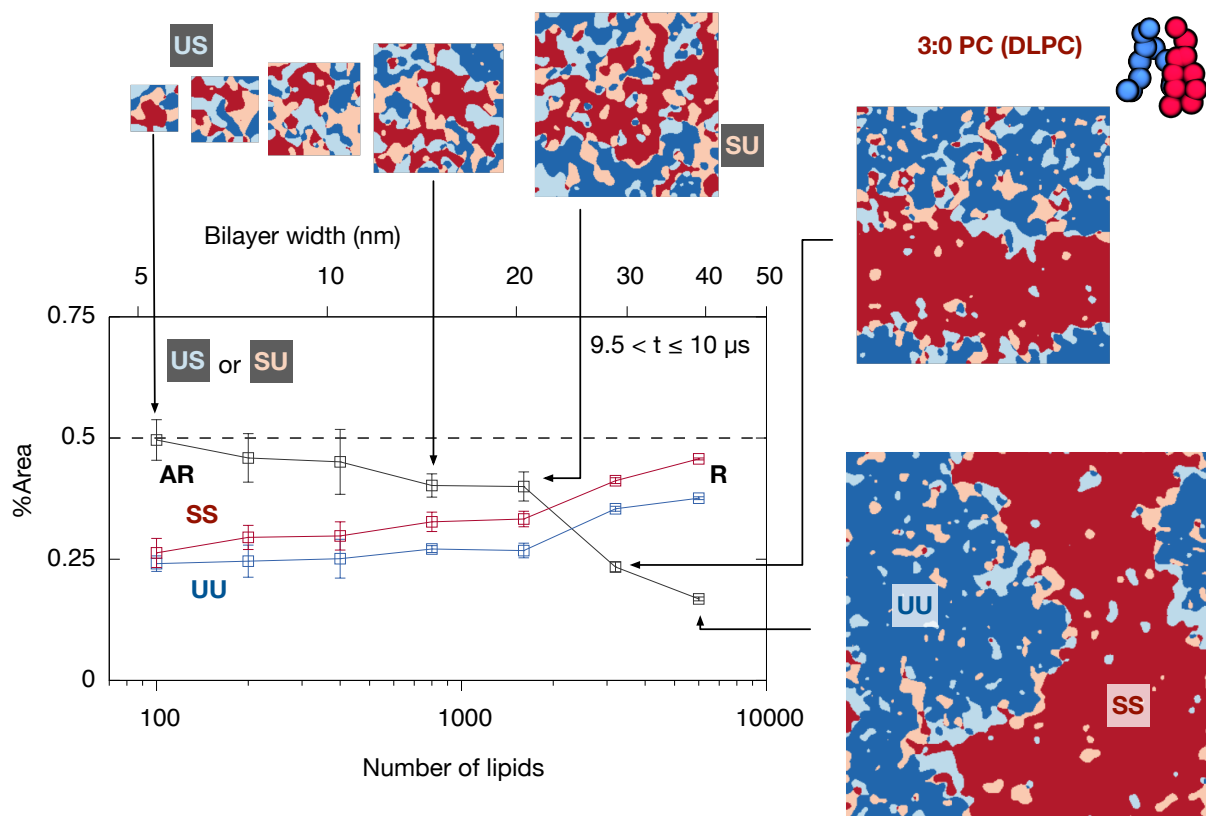 US
3:0 PC (DLPC)
SU
Bilayer width (nm)
5
10
20
30
40
50
0.75
9.5 < t ≤ 10 µs
US or SU
0.5
AR
R
%Area
SS
0.25
UU
0
100
1000
10000
Number of lipids
UU
SS